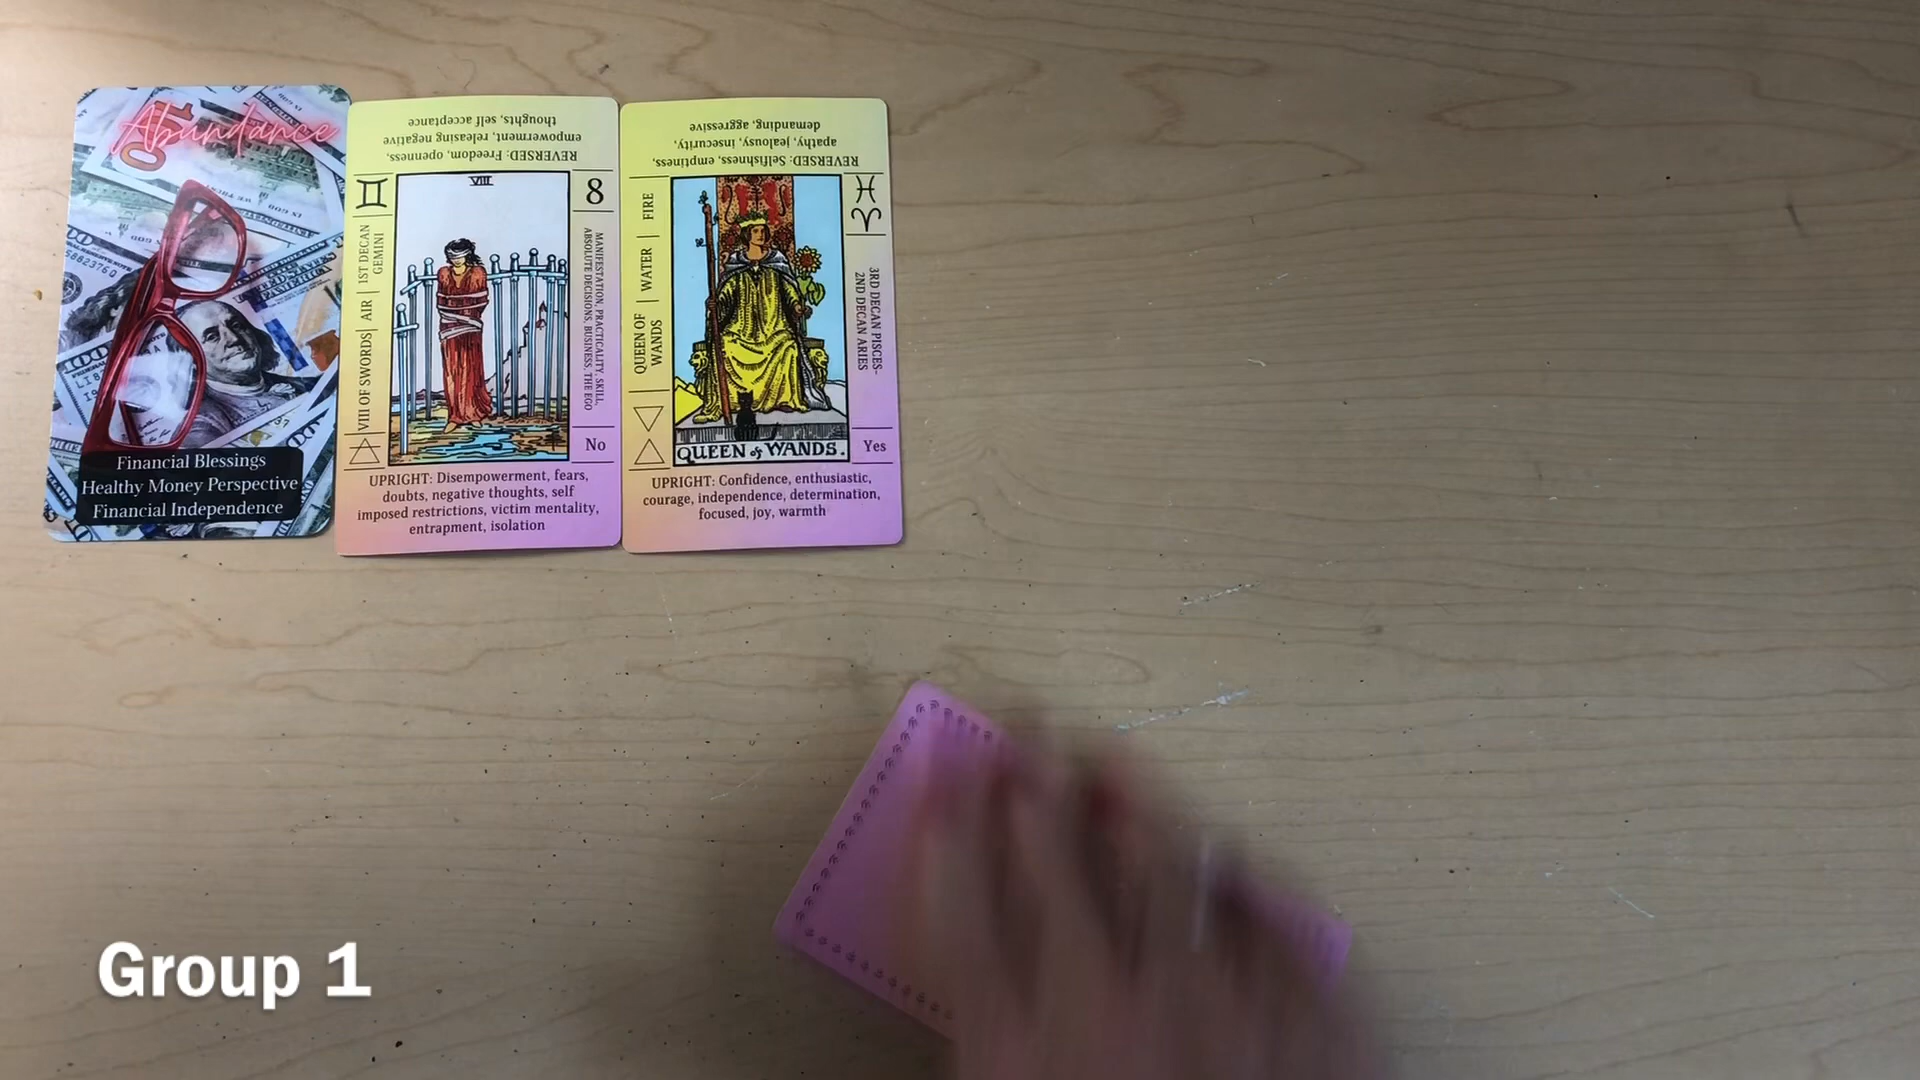 Abundance
Financial Blessings
Healthy Money Perspective
Financial Independence
REVERSED: Freedom, openness,
empowerment, releasing negative
thoughts, self acceptance
VIII
8
1ST DECAN
GEMINI
AIR
VIII OF SWORDS
MANIFESTATION, PRACTICALITY, SKILL,
ABSOLUTE DECISIONS, BUSINESS, THE EGO
No
UPRIGHT: Disempowerment, fears,
doubts, negative thoughts, self
imposed restrictions, victim mentality,
entrapment, isolation
REVERSED: Selfishness, emptiness,
apathy, jealousy, insecurity,
demanding, aggressive
FIRE
WATER
QUEEN OF
WANDS
3RD DECAN PISCES-
2ND DECAN ARIES
QUEEN of WANDS.
Yes
UPRIGHT: Confidence, enthusiastic,
courage, independence, determination,
focused, joy, warmth
Group 1